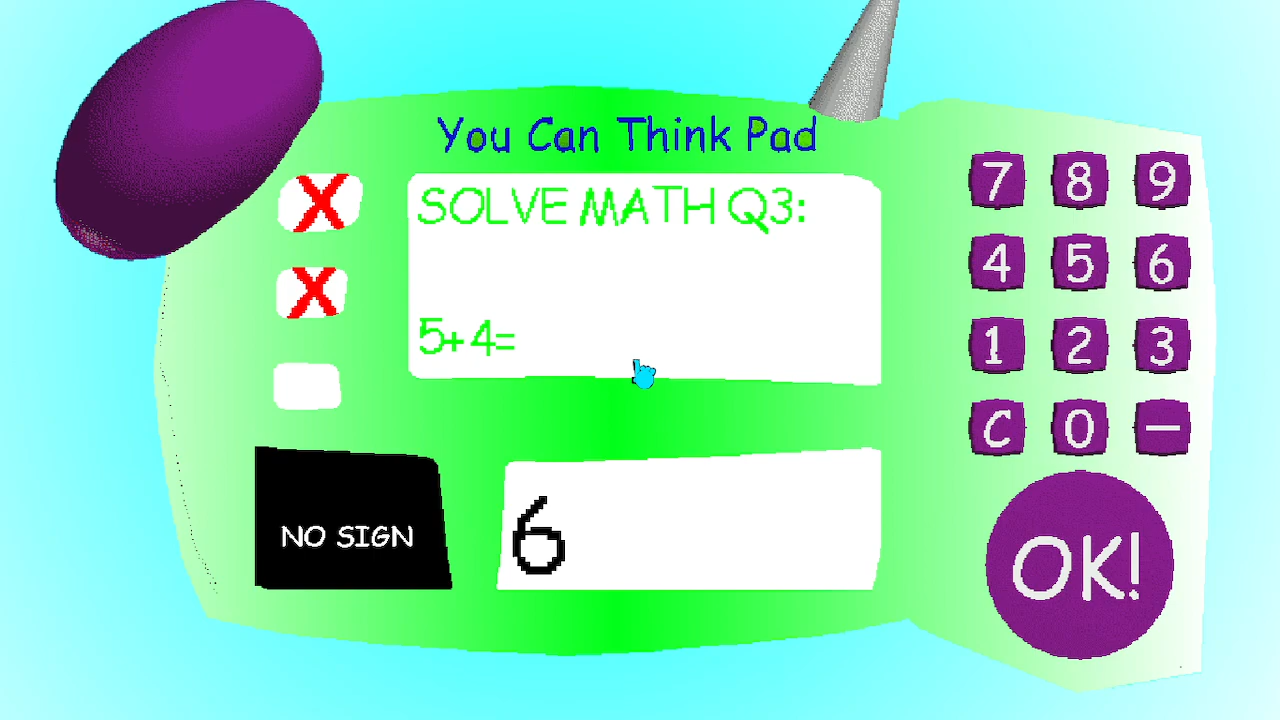 You Can Think Pad
X
SOLVE MATH Q3:
X
5+4=
NO SIGN
6
7 8 9
4 5 6
1 2 3
C 0 —
OK!